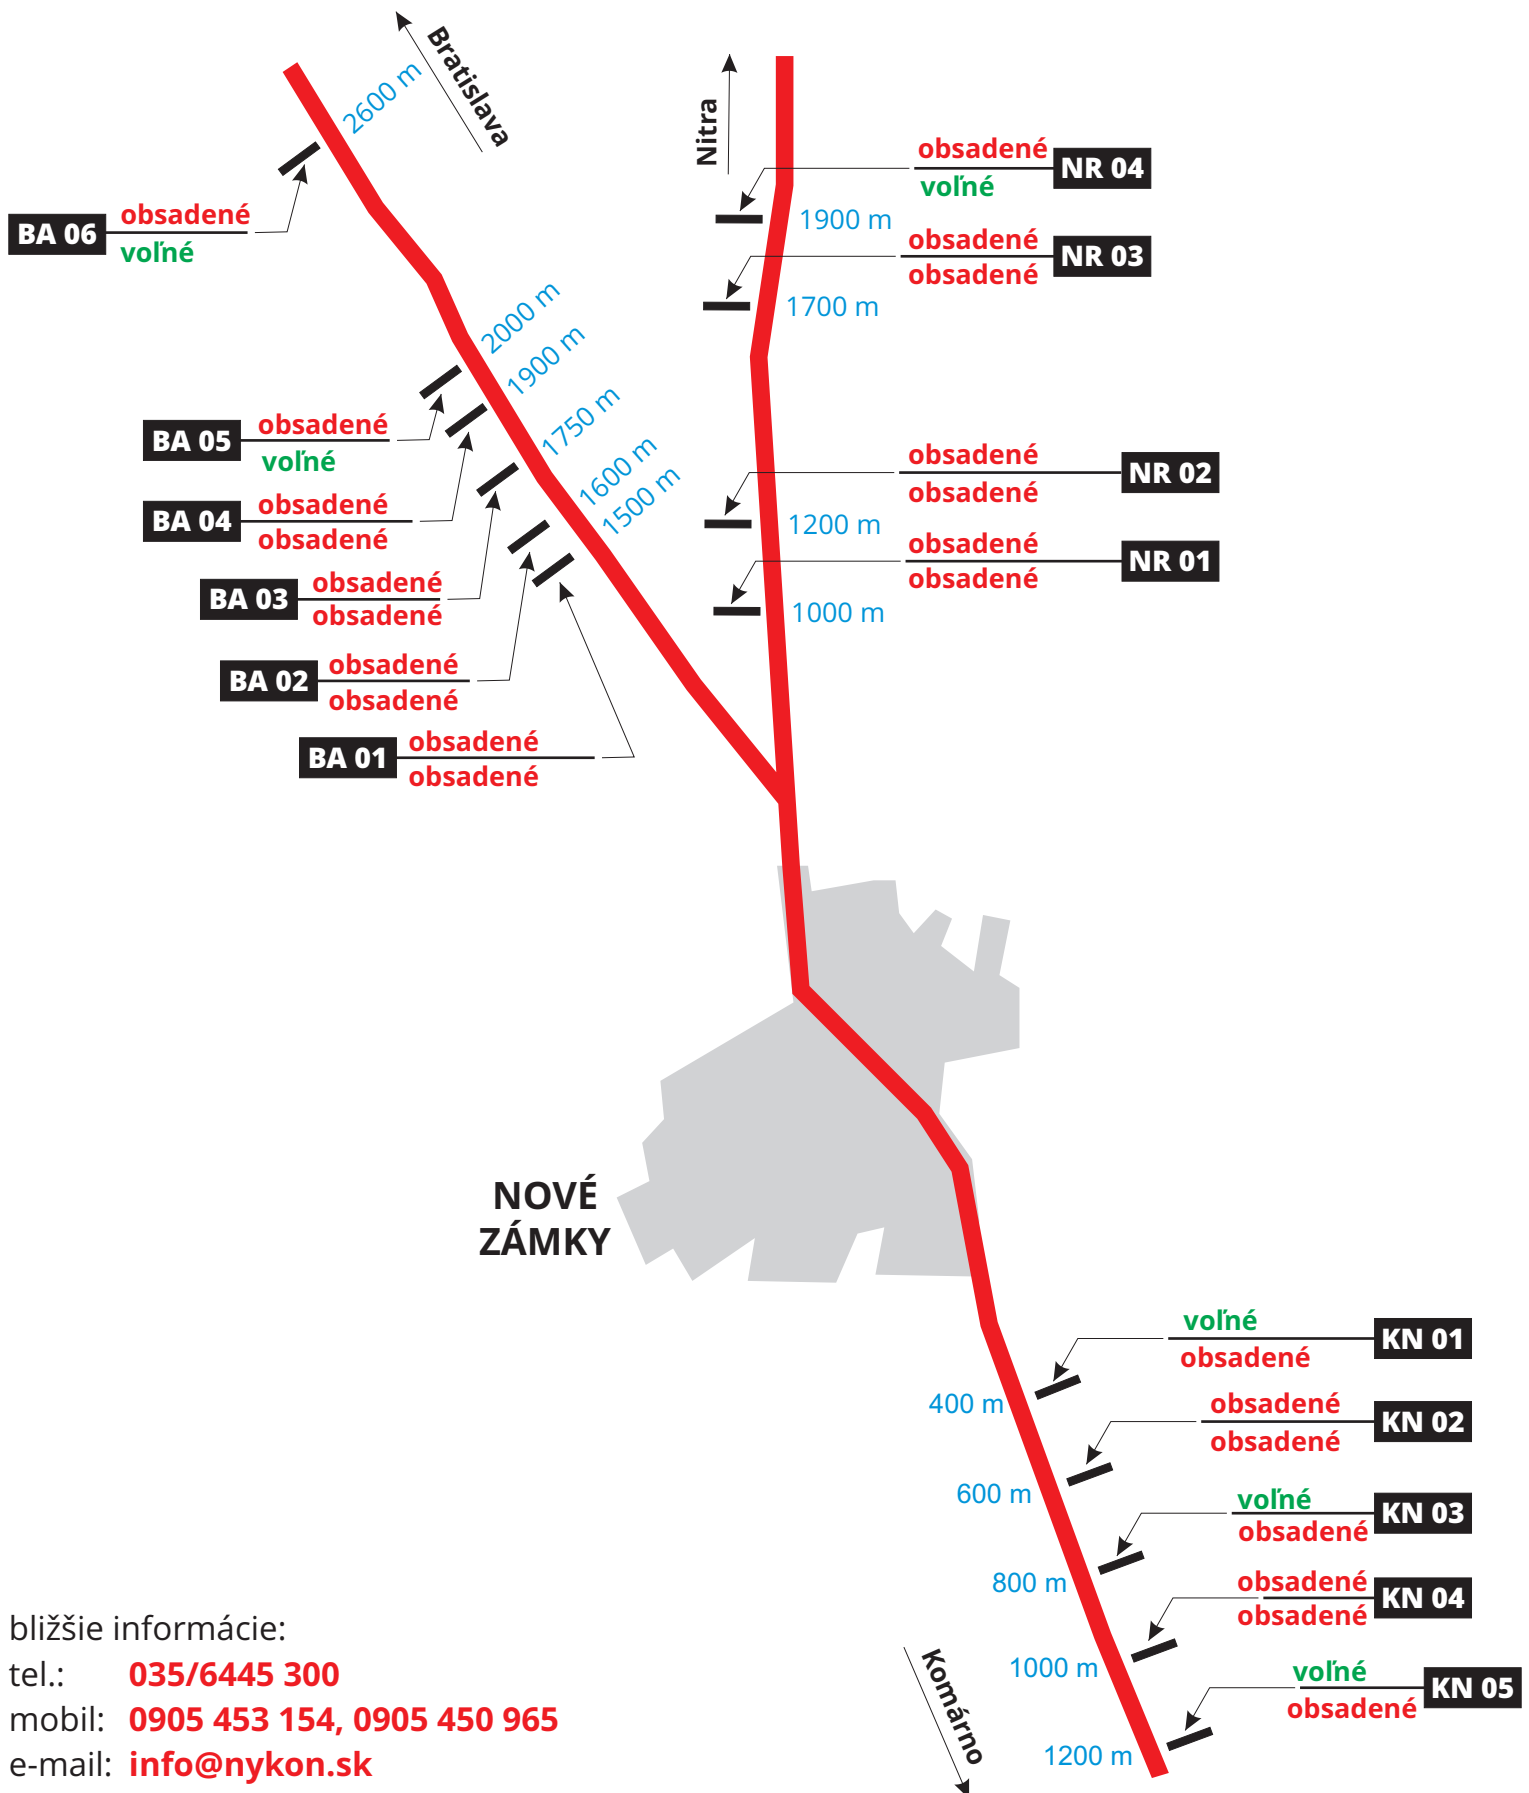 Bratislava
2600 m
Nitra
obsadené
NR 04
voľné
1900 m
BA 06
obsadené
voľné
obsadené
NR 03
obsadené
1700 m
2000 m
1900 m
1750 m
1600 m
1500 m
BA 05
obsadené
voľné
BA 04
obsadené
obsadené
BA 03
obsadené
obsadené
BA 02
obsadené
obsadené
BA 01
obsadené
obsadené
obsadené
NR 02
obsadené
1200 m
obsadené
NR 01
obsadené
1000 m
NOVÉ
ZÁMKY
voľné
KN 01
obsadené
400 m
obsadené
KN 02
obsadené
600 m
voľné
KN 03
obsadené
800 m
obsadené
KN 04
obsadené
1000 m
voľné
KN 05
obsadené
1200 m
Komárno
bližšie informácie:
tel.: 035/6445 300
mobil: 0905 453 154, 0905 450 965
e-mail: info@nykon.sk